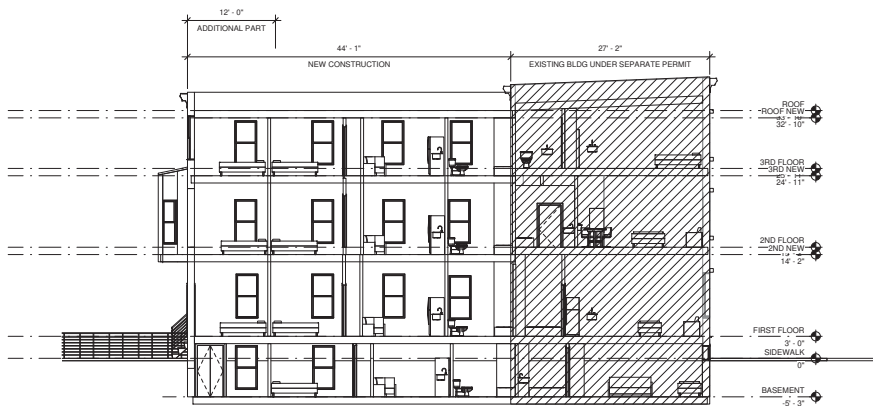 12' - 0"
ADDITIONAL PART
44' - 1"
27' - 2"
NEW CONSTRUCTION
EXISTING BLDG UNDER SEPARATE PERMIT
ROOF
ROOF NEW
32' - 10"
3RD FLOOR
3RD NEW
24' - 11"
2ND FLOOR
2ND NEW
14' - 2"
FIRST FLOOR
3' - 0"
SIDEWALK
0"
BASEMENT
-5' - 3"